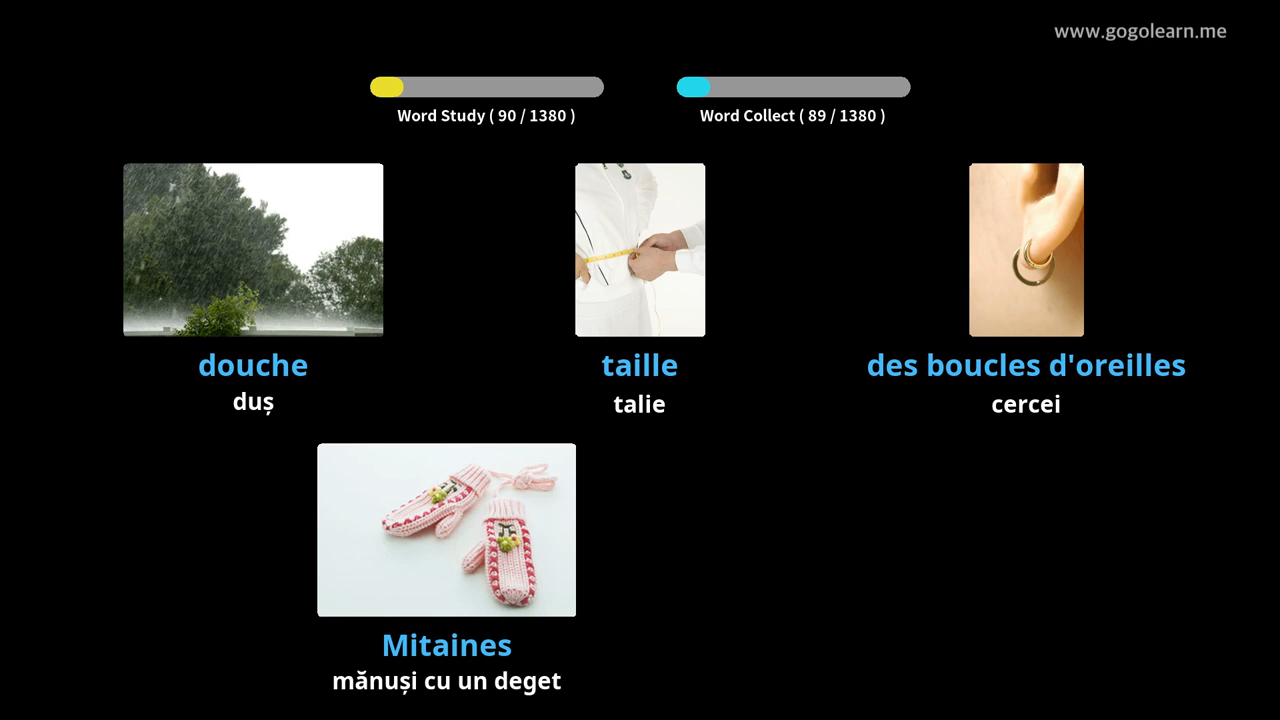 www.gogolearn.me
Word Study ( 90 / 1380 )
Word Collect ( 89 / 1380 )
douche
duș
taille
talie
des boucles d'oreilles
cercei
Mitaines
mănuși cu un deget